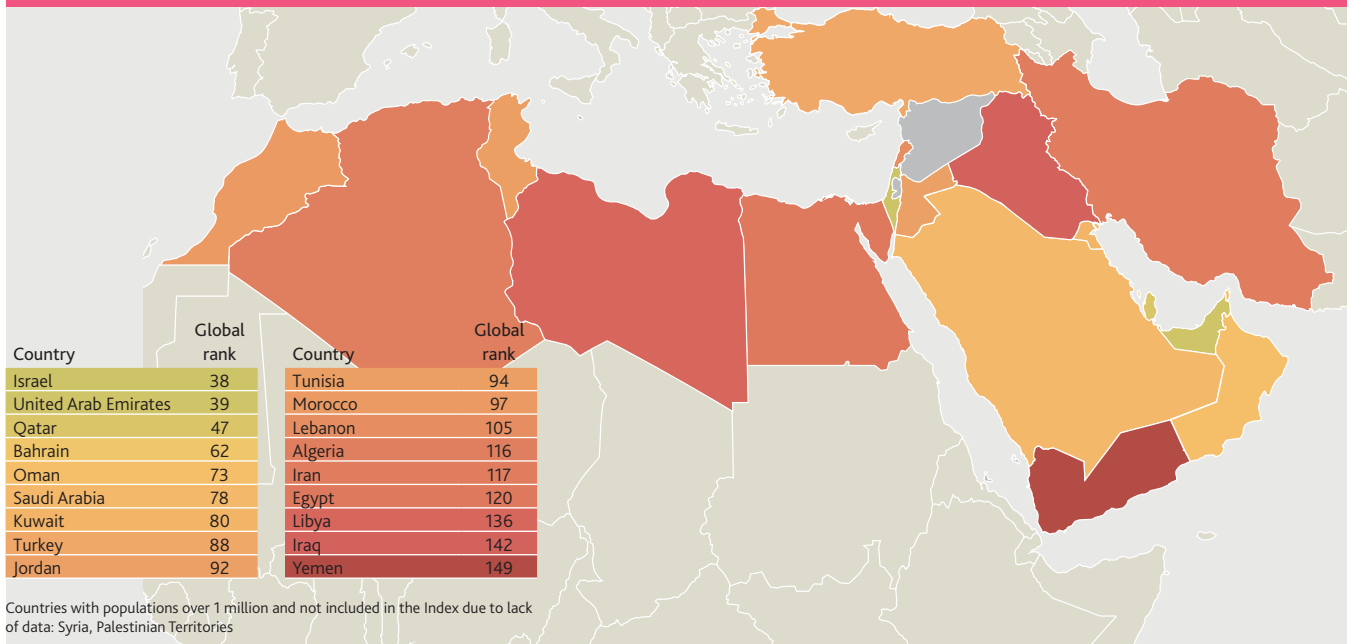 Country Global rank
Israel 38
United Arab Emirates 39
Qatar 47
Bahrain 62
Oman 73
Saudi Arabia 78
Kuwait 80
Turkey 88
Jordan 92
Country Global rank
Tunisia 94
Morocco 97
Lebanon 105
Algeria 116
Iran 117
Egypt 120
Libya 136
Iraq 142
Yemen 149
Countries with populations over 1 million and not included in the Index due to lack
of data: Syria, Palestinian Territories